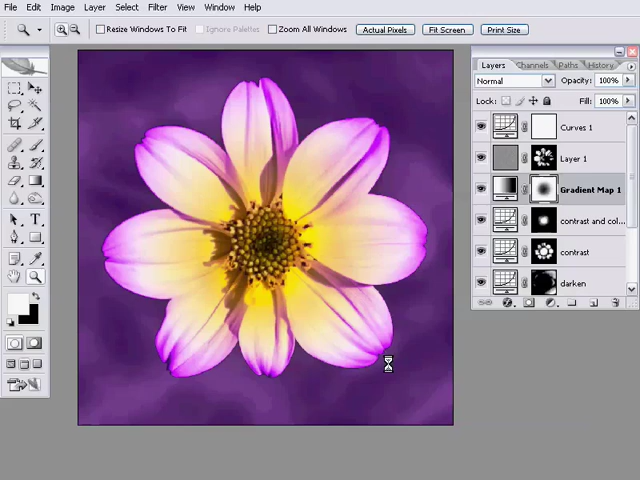 File Edit Image Layer Select Filter View Window Help
Resize Windows To Fit Ignore Palettes Zoom All Windows Actual Pixels Fit Screen Print Size
Layers Channels Paths History
Normal Opacity: 100%
Lock: Fill: 100%
Curves 1
Layer 1
Gradient Map 1
contrast and col...
contrast
darken
T